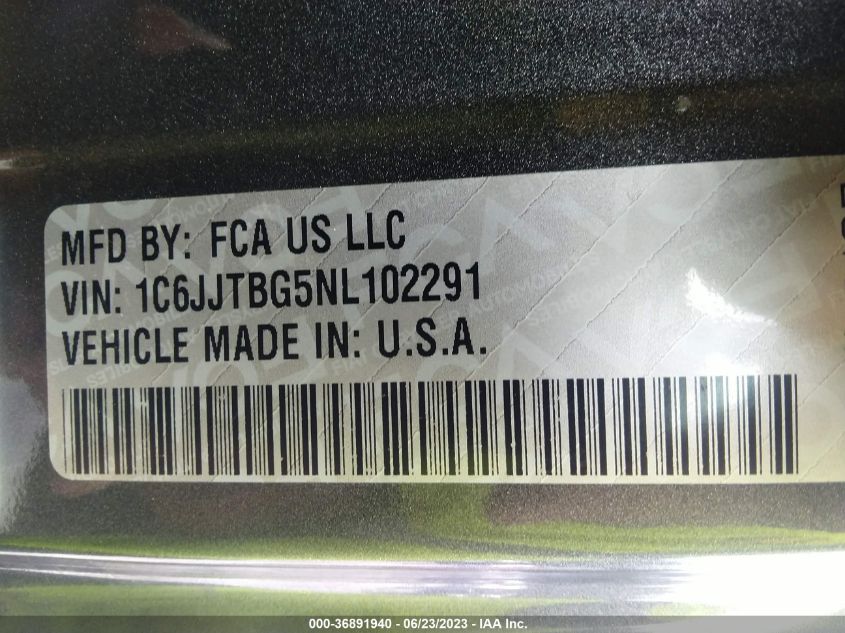 MFD BY: FCA US LLC
VIN: 1C6JJTBG5NL102291
VEHICLE MADE IN: U.S.A.
000-36891940 - 06/23/2023 - IAA Inc.